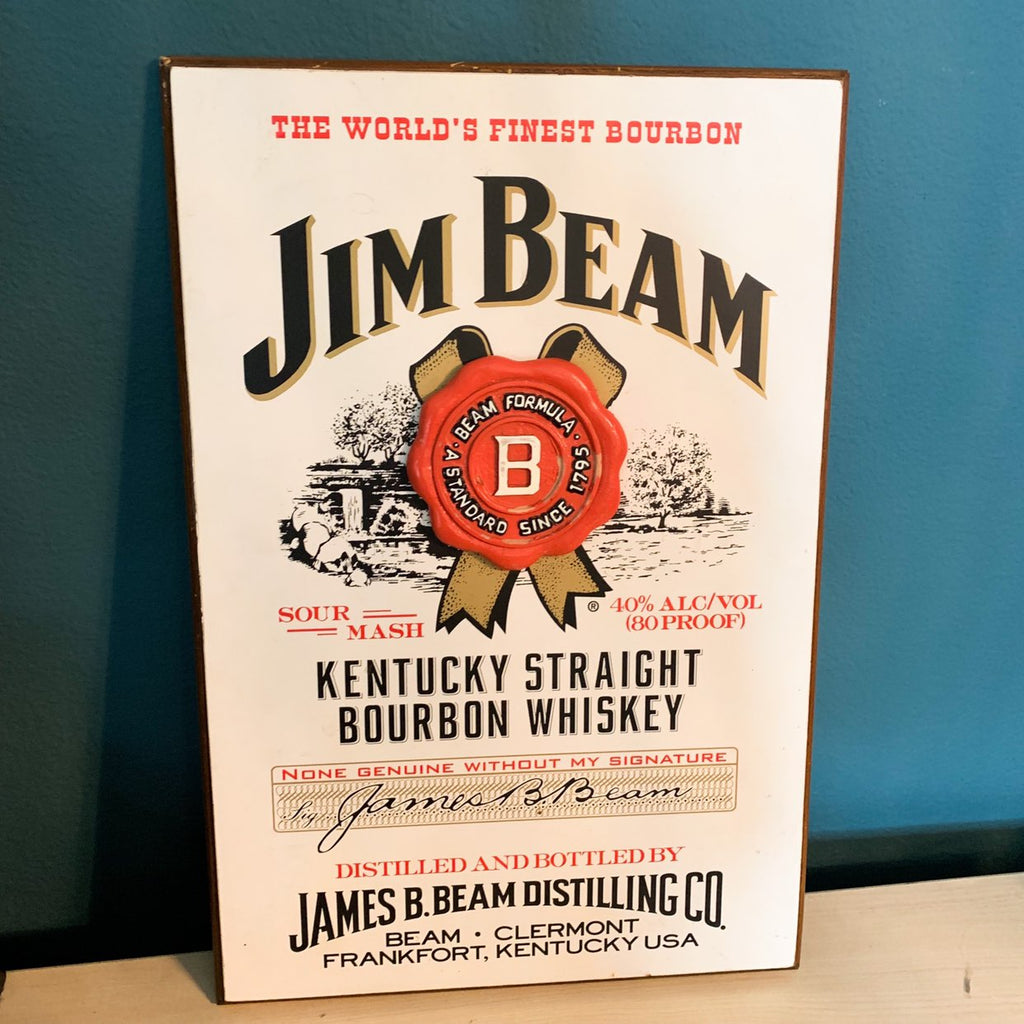 THE WORLD'S FINEST BOURBON
JIM BEAM
· BEAM FORMULA ·
A STANDARD SINCE 1795
B
®
SOUR
MASH
40% ALC/VOL
(80 PROOF)
KENTUCKY STRAIGHT
BOURBON WHISKEY
NONE GENUINE WITHOUT MY SIGNATURE
Sig. James B. Beam
DISTILLED AND BOTTLED BY
JAMES B. BEAM DISTILLING CO.
BEAM · CLERMONT
FRANKFORT, KENTUCKY USA